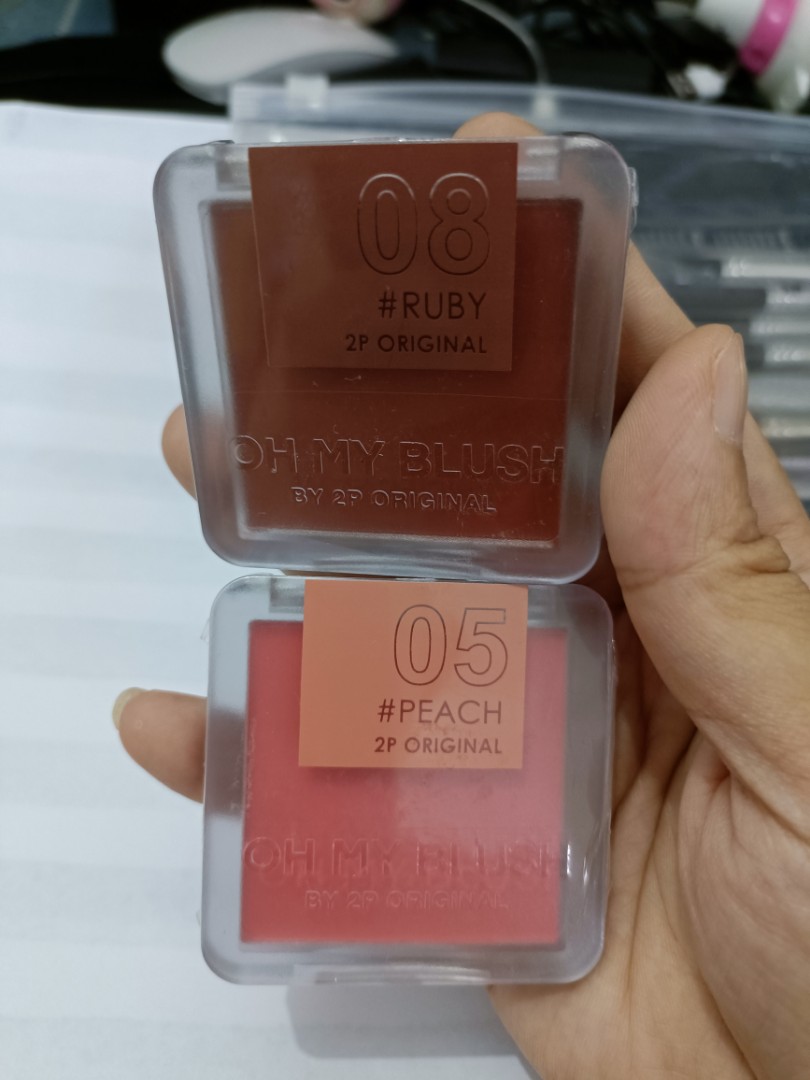 08
#RUBY
2P ORIGINAL
OH MY BLUSH
BY 2P ORIGINAL
05
#PEACH
2P ORIGINAL
OH MY BLUSH
BY 2P ORIGINAL